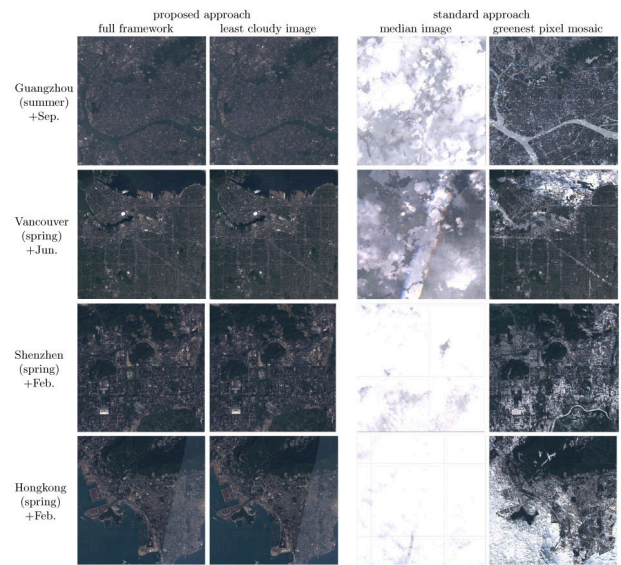 proposed approach
standard approach
full framework
least cloudy image
median image
greenest pixel mosaic
Guangzhou
(summer)
+Sep.
Vancouver
(spring)
+Jun.
Shenzhen
(spring)
+Feb.
Hongkong
(spring)
+Feb.